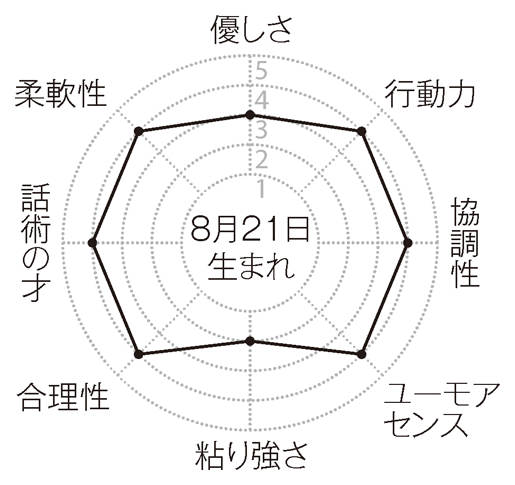 優しさ
行動力
協調性
ユーモア
センス
粘り強さ
合理性
話術の才
柔軟性
5
4
3
2
1
8月21日
生まれ